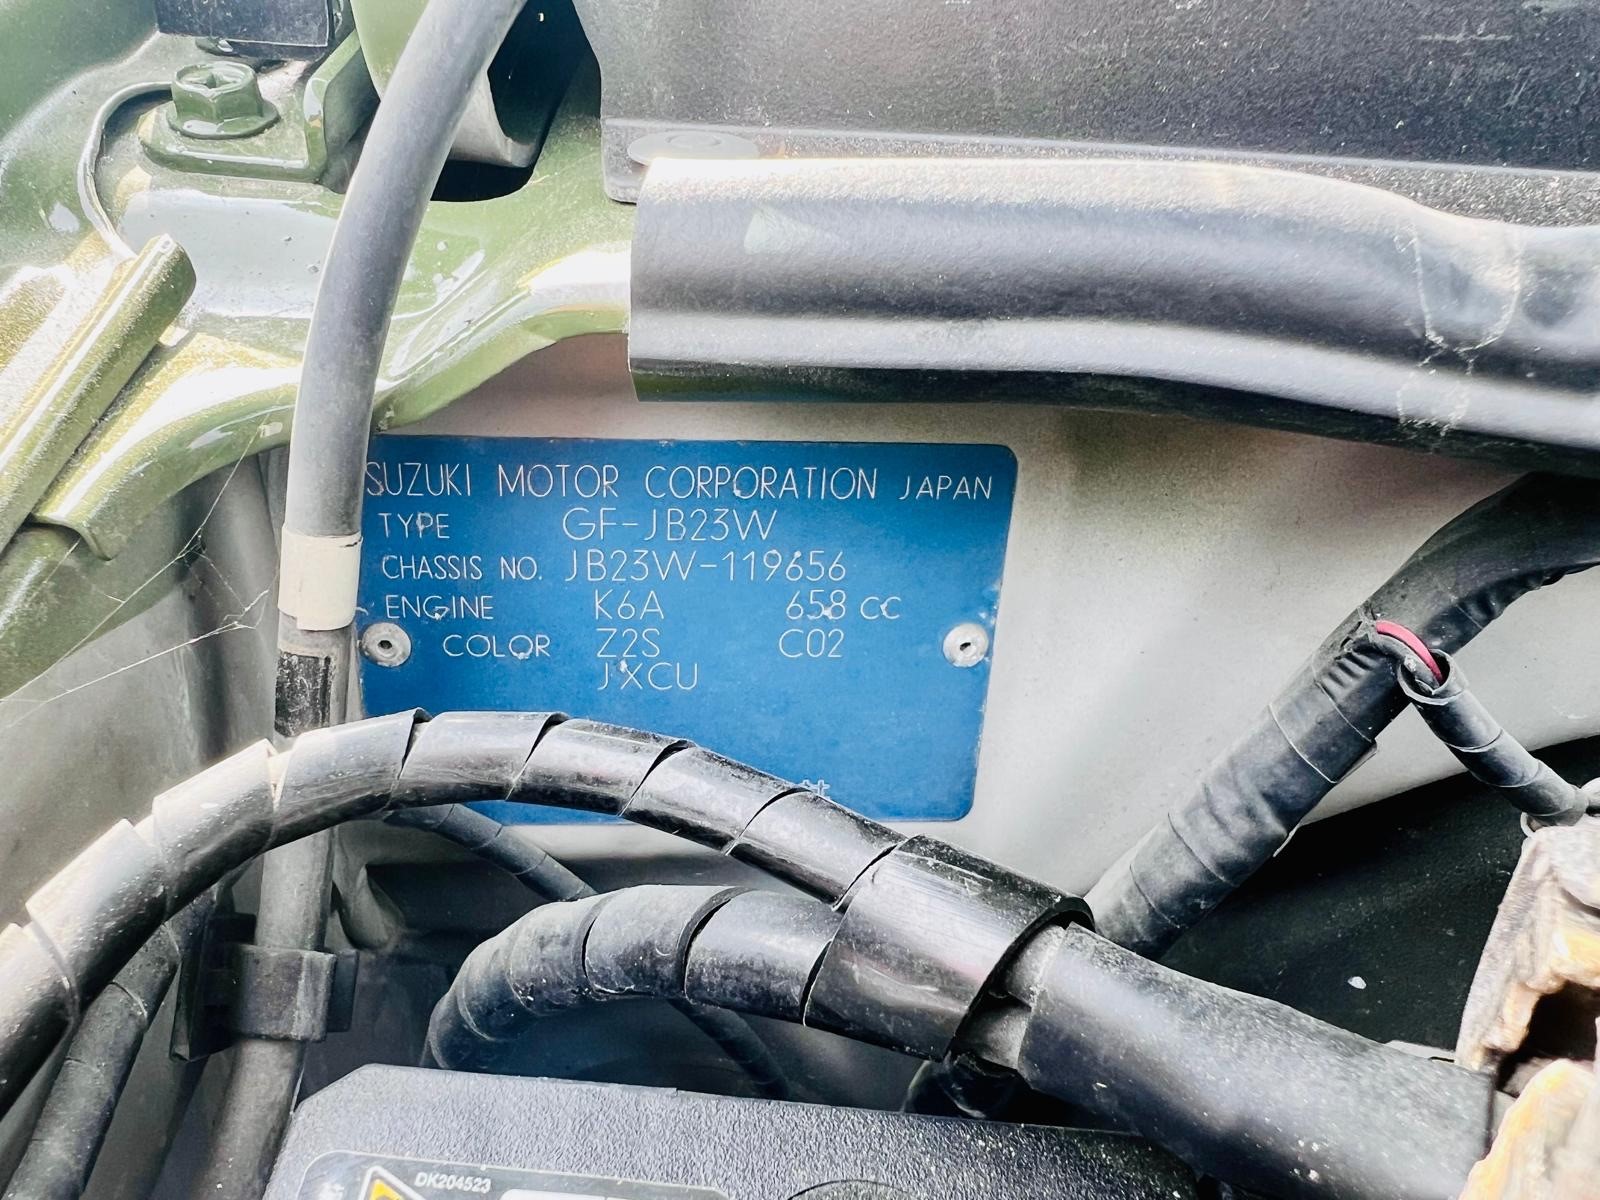 SUZUKI MOTOR CORPORATION JAPAN
TYPE GF-JB23W
CHASSIS NO. JB23W-119656
ENGINE K6A 658 CC
COLOR Z2S C02
JXCU
DK204523